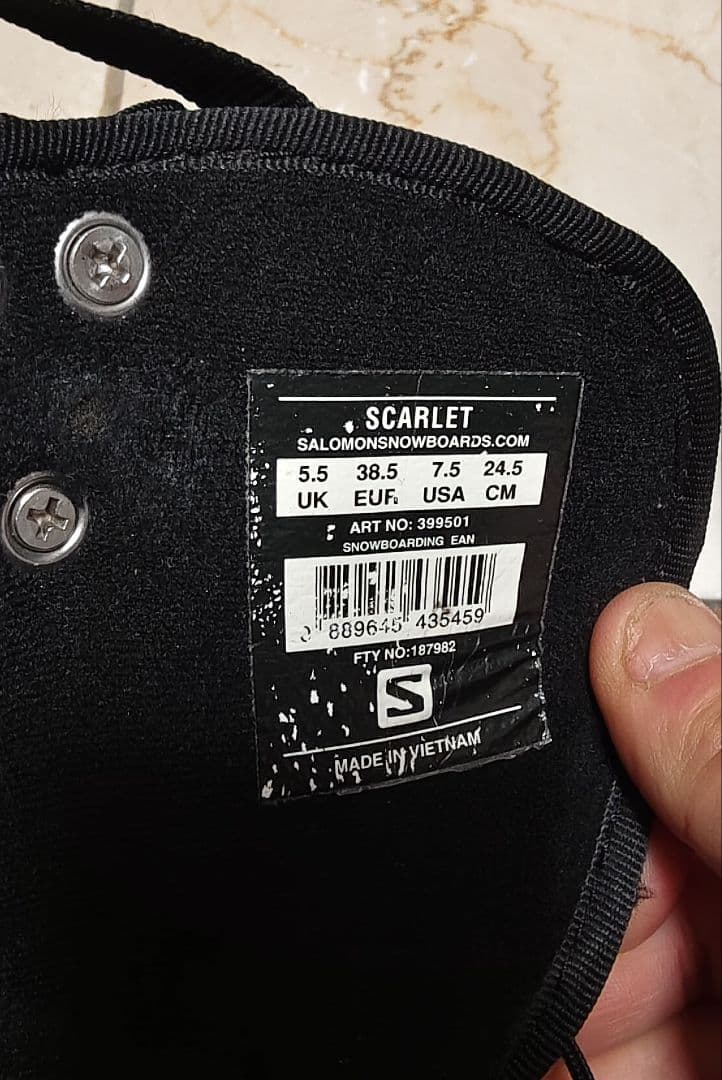 SCARLET
SALOMONSNOWBOARDS.COM
5.5 38.5 7.5 24.5
UK EUR USA CM
ART NO: 399501
SNOWBOARDING EAN
0 889645 435459
FTY NO:187982
S
MADE IN VIETNAM